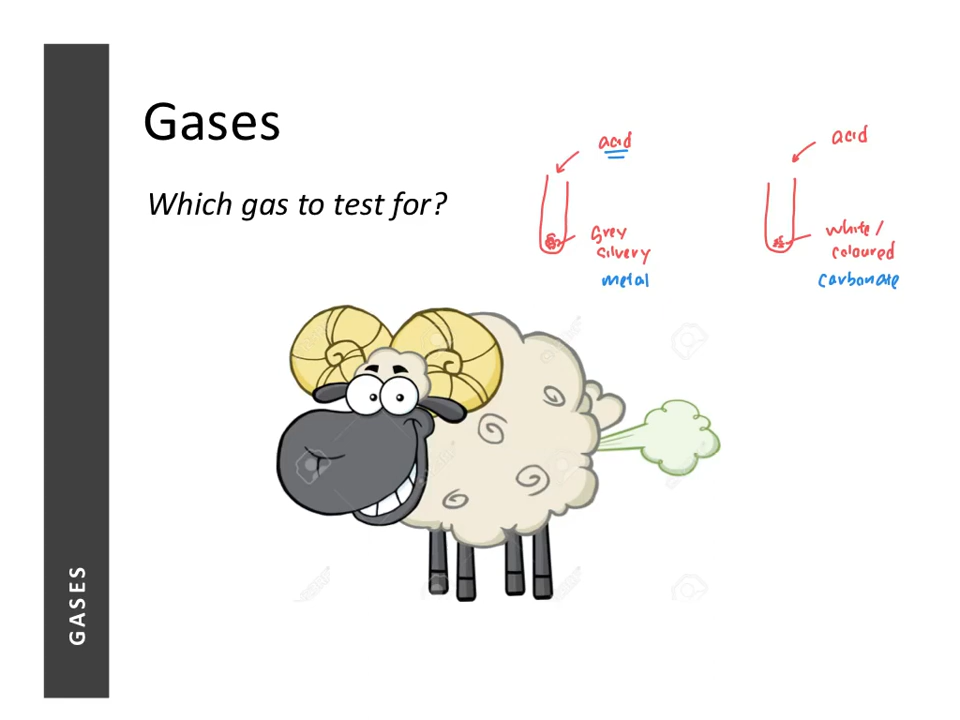 Gases
Which gas to test for?
acid
grey
silvery
metal
acid
white/
coloured
carbonate
GASES